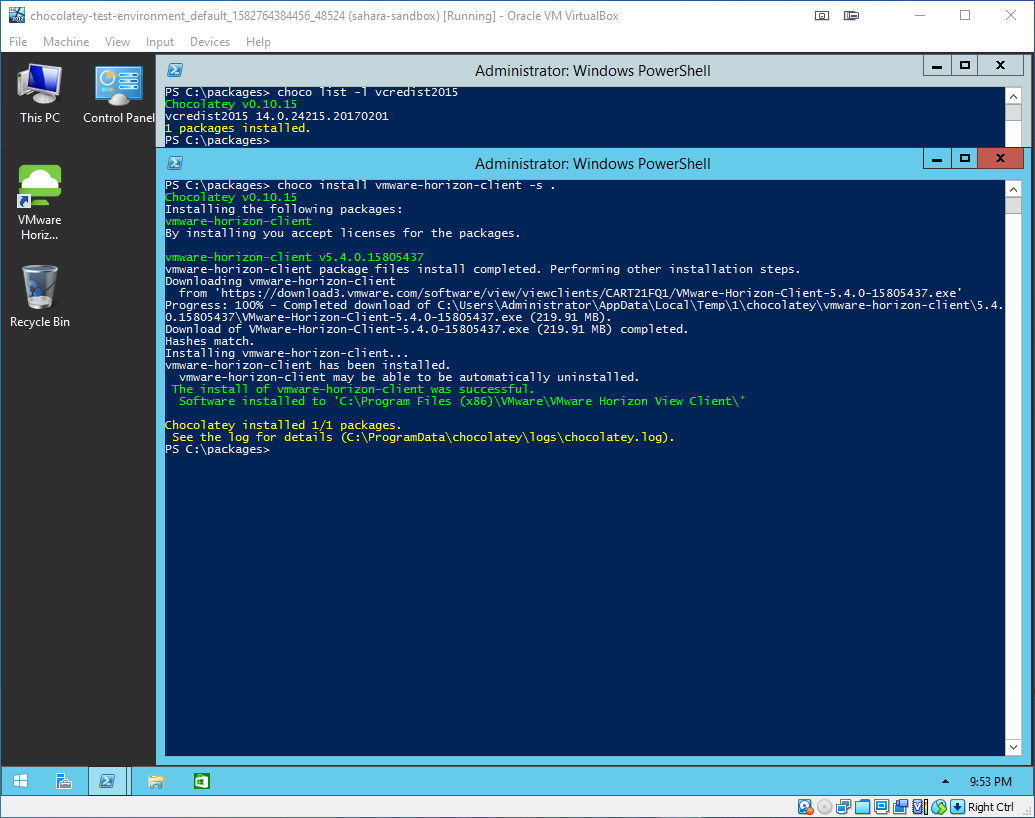 chocolatey-test-environment_default_1582764384456_48524 (sahara-sandbox) [Running] - Oracle VM VirtualBox
File Machine View Input Devices Help
This PC
Control Panel
VMware
Horiz...
Recycle Bin
Administrator: Windows PowerShell
PS C:\packages> choco list -l vcredist2015
Chocolatey v0.10.15
vcredist2015 14.0.24215.20170201
1 packages installed.
PS C:\packages>
Administrator: Windows PowerShell
PS C:\packages> choco install vmware-horizon-client -s .
Chocolatey v0.10.15
Installing the following packages:
vmware-horizon-client
By installing you accept licenses for the packages.
vmware-horizon-client v5.4.0.15805437
vmware-horizon-client package files install completed. Performing other installation steps.
Downloading vmware-horizon-client
from 'https://download3.vmware.com/software/view/viewclients/CART21FQ1/VMware-Horizon-Client-5.4.0-15805437.exe'
Progress: 100% - Completed download of C:\Users\Administrator\AppData\Local\Temp\1\chocolatey\vmware-horizon-client\5.4.
0.15805437\VMware-Horizon-Client-5.4.0-15805437.exe (219.91 MB).
Download of VMware-Horizon-Client-5.4.0-15805437.exe (219.91 MB) completed.
Hashes match.
Installing vmware-horizon-client...
vmware-horizon-client has been installed.
vmware-horizon-client may be able to be automatically uninstalled.
The install of vmware-horizon-client was successful.
Software installed to 'C:\Program Files (x86)\VMware\VMware Horizon View Client\'
Chocolatey installed 1/1 packages.
See the log for details (C:\ProgramData\chocolatey\logs\chocolatey.log).
PS C:\packages>
9:53 PM
Right Ctrl